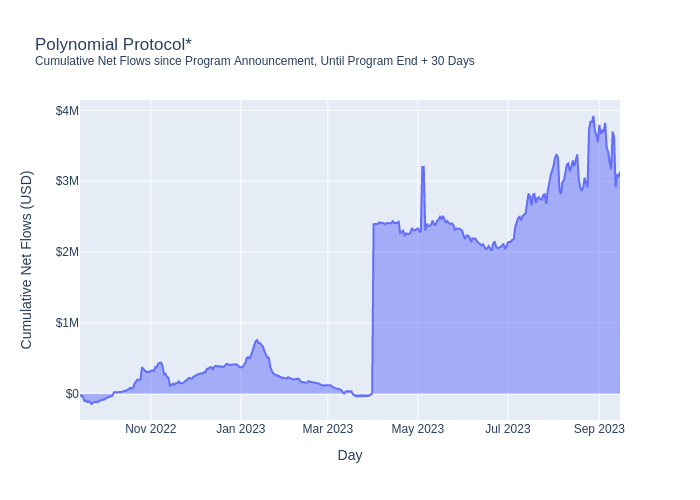 Polynomial Protocol*
Cumulative Net Flows since Program Announcement, Until Program End + 30 Days
Cumulative Net Flows (USD)
$4M
$3M
$2M
$1M
$0
Nov 2022
Jan 2023
Mar 2023
May 2023
Jul 2023
Sep 2023
Day